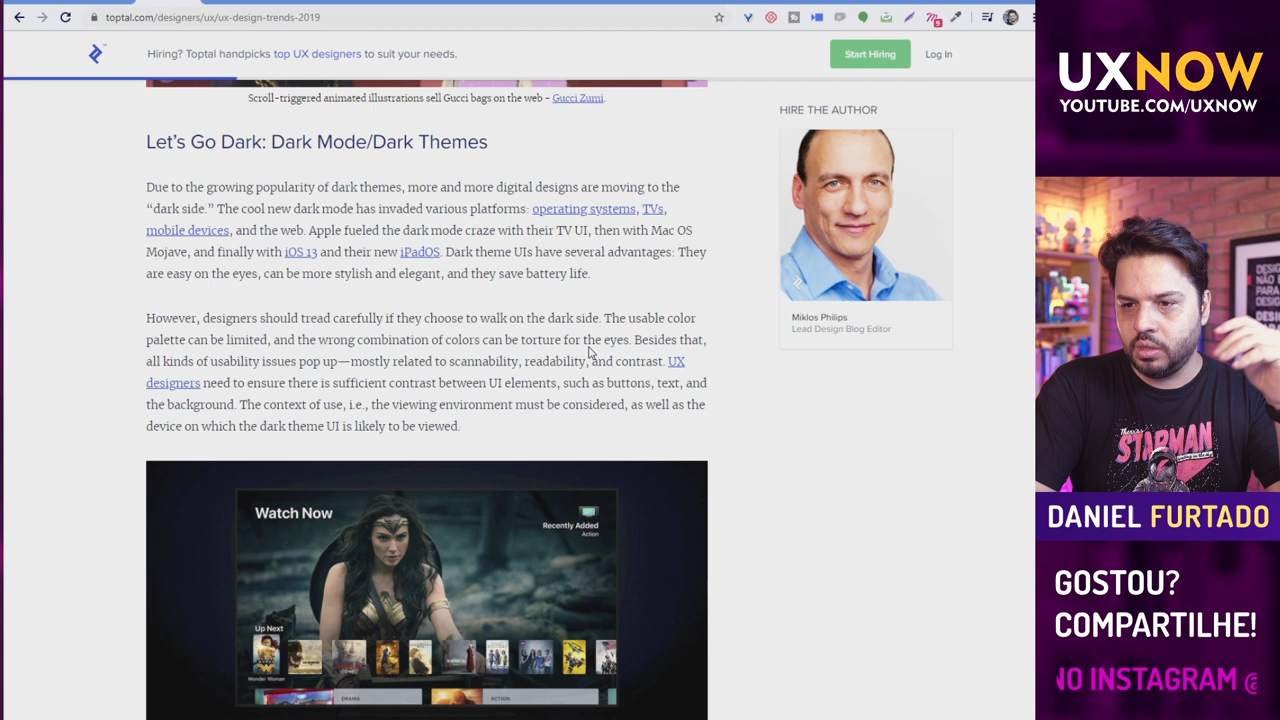 toptal.com/designers/ux/ux-design-trends-2019
Hiring? Toptal handpicks top UX designers to suit your needs.
Start Hiring
Log In
Scroll-triggered animated illustrations sell Gucci bags on the web - Gucci Zumi.
Let's Go Dark: Dark Mode/Dark Themes
Due to the growing popularity of dark themes, more and more digital designs are moving to the
“dark side.” The cool new dark mode has invaded various platforms: operating systems, TVs,
mobile devices, and the web. Apple fueled the dark mode craze with their TV UI, then with Mac OS
Mojave, and finally with iOS 13 and their new iPadOS. Dark theme UIs have several advantages: They
are easy on the eyes, can be more stylish and elegant, and they save battery life.
However, designers should tread carefully if they choose to walk on the dark side. The usable color
palette can be limited, and the wrong combination of colors can be torture for the eyes. Besides that,
all kinds of usability issues pop up—mostly related to scannability, readability, and contrast. UX
designers need to ensure there is sufficient contrast between UI elements, such as buttons, text, and
the background. The context of use, i.e., the viewing environment must be considered, as well as the
device on which the dark theme UI is likely to be viewed.
Watch Now
Recently Added
Action
Up Next
Wonder Woman
DRAMA
ACTION
HIRE THE AUTHOR
Miklos Philips
Lead Design Blog Editor
UXNOW
YOUTUBE.COM/UXNOW
There's
STARMAN
DANIEL FURTADO
GOSTOU?
COMPARTILHE!
NO INSTAGRAM @